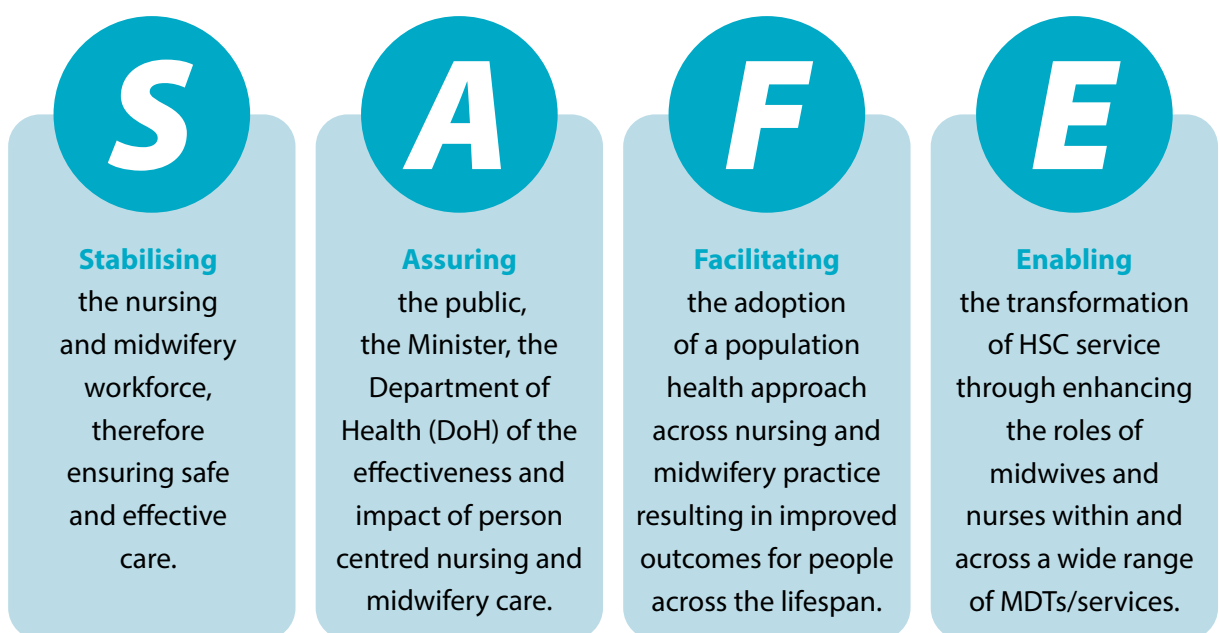 S
Stabilising
the nursing
and midwifery
workforce,
therefore
ensuring safe
and effective
care.
A
Assuring
the public,
the Minister, the
Department of
Health (DoH) of the
effectiveness and
impact of person
centred nursing and
midwifery care.
F
Facilitating
the adoption
of a population
health approach
across nursing and
midwifery practice
resulting in improved
outcomes for people
across the lifespan.
E
Enabling
the transformation
of HSC service
through enhancing
the roles of
midwives and
nurses within and
across a wide range
of MDTs/services.